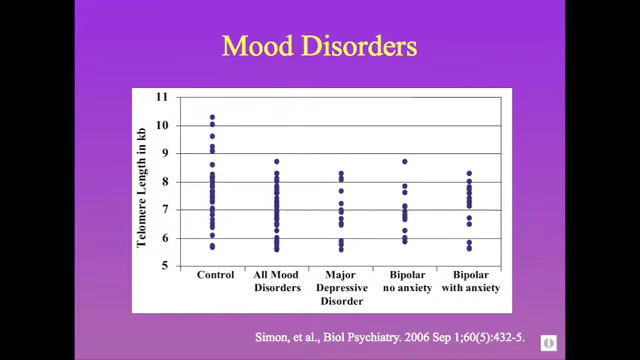 Mood Disorders
11
10
9
8
7
6
5
Telomere Length in kb
Control
All Mood Disorders
Major Depressive Disorder
Bipolar no anxiety
Bipolar with anxiety
Simon, et al., Biol Psychiatry. 2006 Sep 1;60(5):432-5.